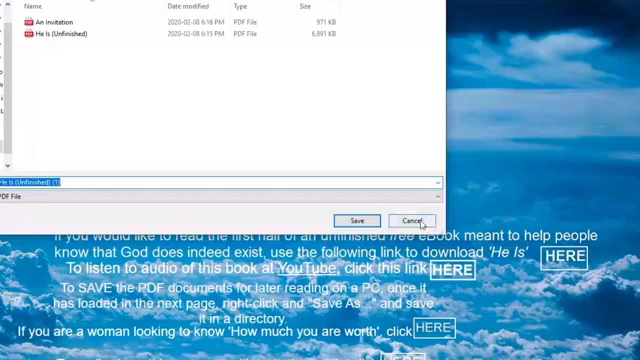 Name Date modified Type Size
An Invitation 2020-02-08 6:16 PM PDF File 971 KB
He Is (Unfinished) 2020-02-08 6:15 PM PDF File 6,891 KB
He Is (Unfinished) (1)
PDF File
Save Cancel
If you would like to read the first half of an unfinished free eBook meant to help people
know that God does indeed exist, use the following link to download 'He Is' HERE
To listen to audio of this book at YouTube, click this link HERE
To SAVE the PDF documents for later reading on a PC, once it
has loaded in the next page, right-click and "Save As..." and save
it in a directory.
If you are a woman looking to know 'How much you are worth', click HERE
HERE